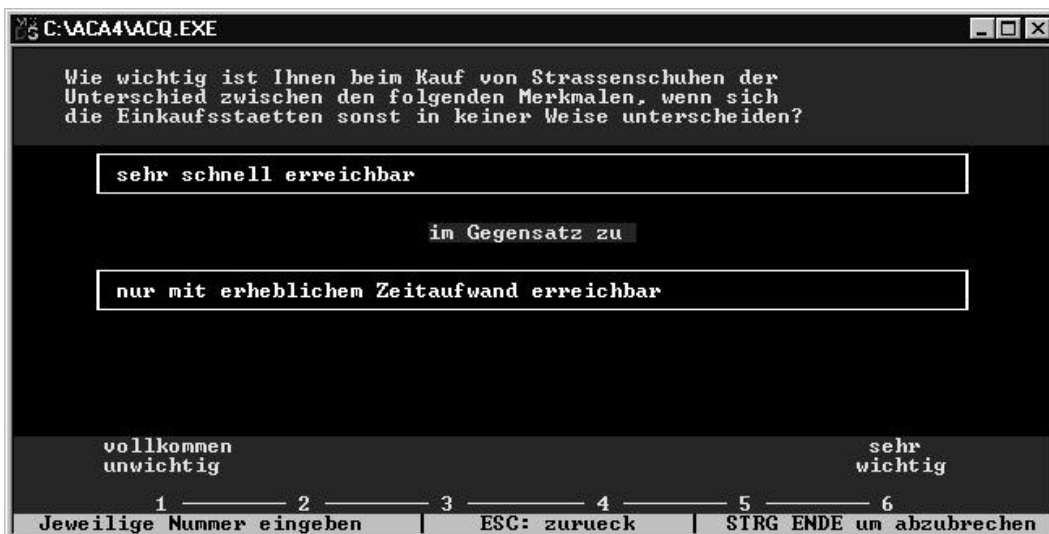 C:\ACA4\ACQ.EXE
Wie wichtig ist Ihnen beim Kauf von Strassenschuhen der
Unterschied zwischen den folgenden Merkmalen, wenn sich
die Einkaufsstaetten sonst in keiner Weise unterscheiden?
sehr schnell erreichbar
im Gegensatz zu
nur mit erheblichem Zeitaufwand erreichbar
vollkommen sehr
unwichtig wichtig
1 2 3 4 5 6
Jeweilige Nummer eingeben ESC: zurueck STRG ENDE um abzubrechen